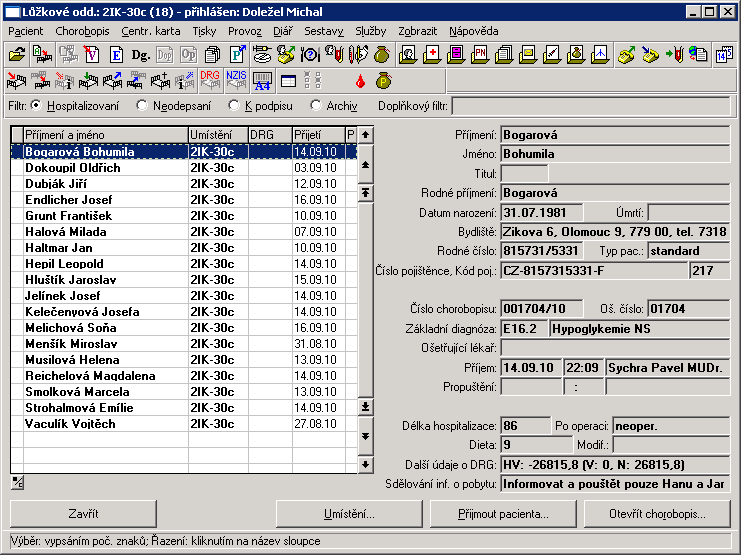 Lůžkové odd.: 2IK-30c (18) - přihlášen: Doležel Michal
Pacient Chorobopis Centr. karta Tisky Provoz Diář Sestavy Služby Zobrazit Nápověda
V E Dg. Dg Op P PN
DRG NZIS A4 P
Filtr: Hospitalizovaní Neodepsaní K podpisu Archiv Doplňkový filtr:
Příjmení a jméno Umístění DRG Přijetí P
Bogarová Bohumila 2IK-30c 14.09.10
Dokoupil Oldřich 2IK-30c 03.09.10
Dubják Jiří 2IK-30c 12.09.10
Endlicher Josef 2IK-30c 16.09.10
Grunt František 2IK-30c 10.09.10
Halová Milada 2IK-30c 07.09.10
Haltmar Jan 2IK-30c 10.09.10
Hepil Leopold 2IK-30c 14.09.10
Hluštík Jaroslav 2IK-30c 15.09.10
Jelínek Josef 2IK-30c 14.09.10
Kelečenyová Josefa 2IK-30c 14.09.10
Melichová Soňa 2IK-30c 16.09.10
Menšík Miroslav 2IK-30c 31.08.10
Musilová Helena 2IK-30c 13.09.10
Reichelová Magdalena 2IK-30c 14.09.10
Smolková Marcela 2IK-30c 13.09.10
Strohalmová Emílie 2IK-30c 14.09.10
Vaculík Vojtěch 2IK-30c 27.08.10
Příjmení: Bogarová
Jméno: Bohumila
Titul:
Rodné příjmení: Bogarová
Datum narození: 31.07.1981 Úmrtí:
Bydliště: Zikova 6, Olomouc 9, 779 00, tel. 7318
Rodné číslo: 815731/5331 Typ pac.: standard
Číslo pojištěnce, Kód poj.: CZ-8157315331-F 217
Číslo chorobopisu: 001704/10 Oš. číslo: 01704
Základní diagnóza: E16.2 Hypoglykemie NS
Ošetřující lékař:
Příjem: 14.09.10 22:09 Sychra Pavel MUDr.
Propuštění: :
Délka hospitalizace: 86 Po operaci: neoper.
Dieta: 9 Modif.:
Další údaje o DRG: HV: -26815,8 (V: 0, N: 26815,8)
Sdělování inf. o pobytu: Informovat a pouštět pouze Hanu a Jar
Zavřít Umístění... Přijmout pacienta... Otevřít chorobopis...
Výběr: vypsáním poč. znaků; Řazení: kliknutím na název sloupce